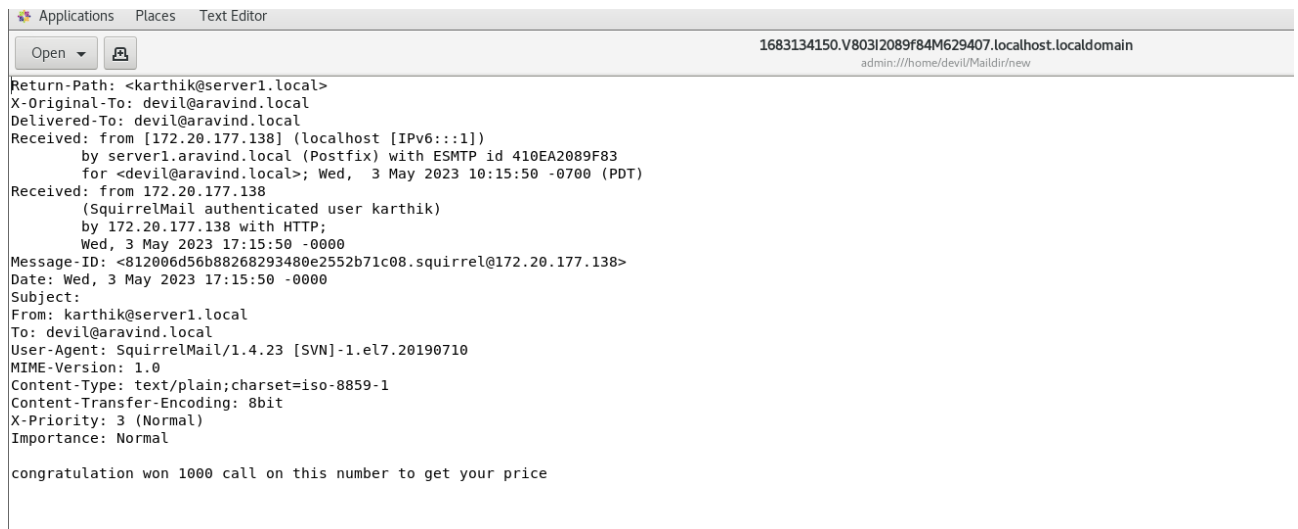 Applications Places Text Editor
Open
1683134150.V803I2089f84M629407.localhost.localdomain
admin:///home/devil/Maildir/new
Return-Path: <karthik@server1.local>
X-Original-To: devil@aravind.local
Delivered-To: devil@aravind.local
Received: from [172.20.177.138] (localhost [IPv6:::1])
        by server1.aravind.local (Postfix) with ESMTP id 410EA2089F83
        for <devil@aravind.local>; Wed,  3 May 2023 10:15:50 -0700 (PDT)
Received: from 172.20.177.138
        (SquirrelMail authenticated user karthik)
        by 172.20.177.138 with HTTP;
        Wed, 3 May 2023 17:15:50 -0000
Message-ID: <812006d56b88268293480e2552b71c08.squirrel@172.20.177.138>
Date: Wed, 3 May 2023 17:15:50 -0000
Subject:
From: karthik@server1.local
To: devil@aravind.local
User-Agent: SquirrelMail/1.4.23 [SVN]-1.el7.20190710
MIME-Version: 1.0
Content-Type: text/plain;charset=iso-8859-1
Content-Transfer-Encoding: 8bit
X-Priority: 3 (Normal)
Importance: Normal

congratulation won 1000 call on this number to get your price